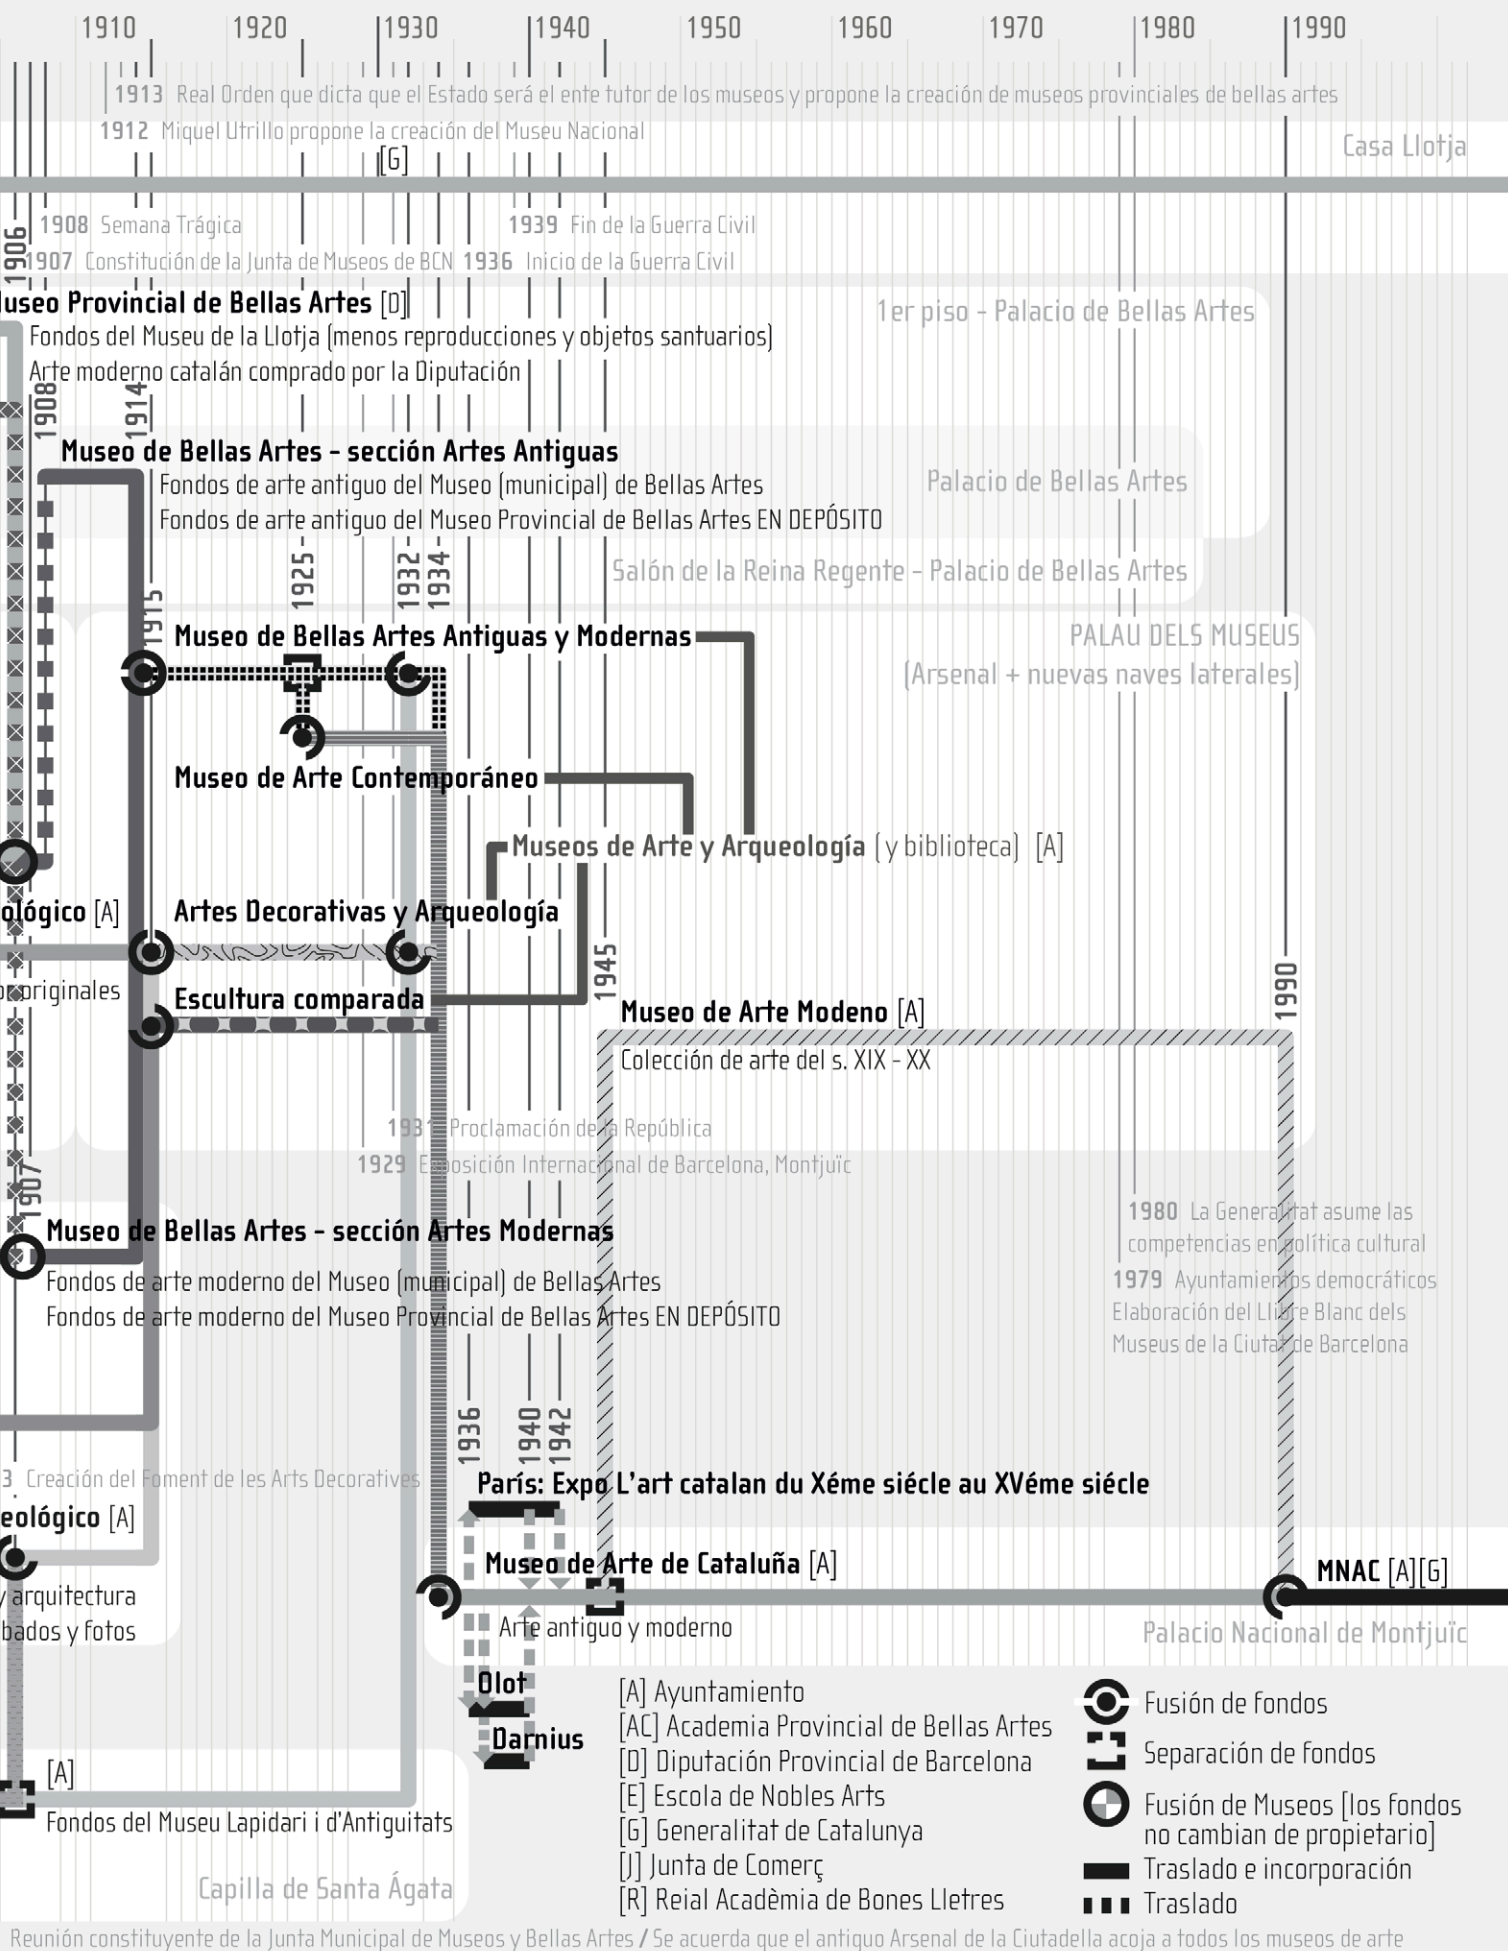 1910 1920 1930 1940 1950 1960 1970 1980 1990
1913 Real Orden que dicta que el Estado será el ente tutor de los museos y propone la creación de museos provinciales de bellas artes
1912 Miquel Utrillo propone la creación del Museu Nacional
Casa Llotja
[G]
1908 Semana Trágica
1939 Fin de la Guerra Civil
1906
1907 Constitución de la Junta de Museos de BCN
1936 Inicio de la Guerra Civil
useo Provincial de Bellas Artes [D]
1er piso - Palacio de Bellas Artes
Fondos del Museu de la Llotja (menos reproducciones y objetos santuarios)
Arte moderno catalán comprado por la Diputación
1908
1914
Museo de Bellas Artes - sección Artes Antiguas
Palacio de Bellas Artes
Fondos de arte antiguo del Museo (municipal) de Bellas Artes
Fondos de arte antiguo del Museo Provincial de Bellas Artes EN DEPÓSITO
Salón de la Reina Regente - Palacio de Bellas Artes
1925
1932
1934
1915
Museo de Bellas Artes Antiguas y Modernas
PALAU DELS MUSEUS
(Arsenal + nuevas naves laterales)
Museo de Arte Contemporáneo
Museos de Arte y Arqueología (y biblioteca) [A]
ológico [A]
Artes Decorativas y Arqueología
originales
Escultura comparada
1945
1990
Museo de Arte Modeno [A]
Colección de arte del s. XIX - XX
1931 Proclamación de la República
1929 Exposición Internacional de Barcelona, Montjuïc
1907
Museo de Bellas Artes - sección Artes Modernas
Fondos de arte moderno del Museo (municipal) de Bellas Artes
Fondos de arte moderno del Museo Provincial de Bellas Artes EN DEPÓSITO
1980 La Generalitat asume las
competencias en política cultural
1979 Ayuntamientos democráticos
Elaboración del Llibre Blanc dels
Museus de la Ciutat de Barcelona
1936
1940
1942
3 Creación del Foment de les Arts Decoratives
París: Expo L'art catalan du Xéme siécle au XVéme siécle
eológico [A]
Museo de Arte de Cataluña [A]
MNAC [A][G]
y arquitectura
bados y fotos
Arte antiguo y moderno
Palacio Nacional de Montjuïc
Olot
Darnius
[A]
Fondos del Museu Lapidari i d'Antiguitats
Capilla de Santa Ágata
[A] Ayuntamiento
[AC] Academia Provincial de Bellas Artes
[D] Diputación Provincial de Barcelona
[E] Escola de Nobles Arts
[G] Generalitat de Catalunya
[J] Junta de Comerç
[R] Reial Acadèmia de Bones Lletres
Fusión de fondos
Separación de fondos
Fusión de Museos [los fondos
no cambian de propietario]
Traslado e incorporación
Traslado
Reunión constituyente de la Junta Municipal de Museos y Bellas Artes / Se acuerda que el antiguo Arsenal de la Ciutadella acoja a todos los museos de arte